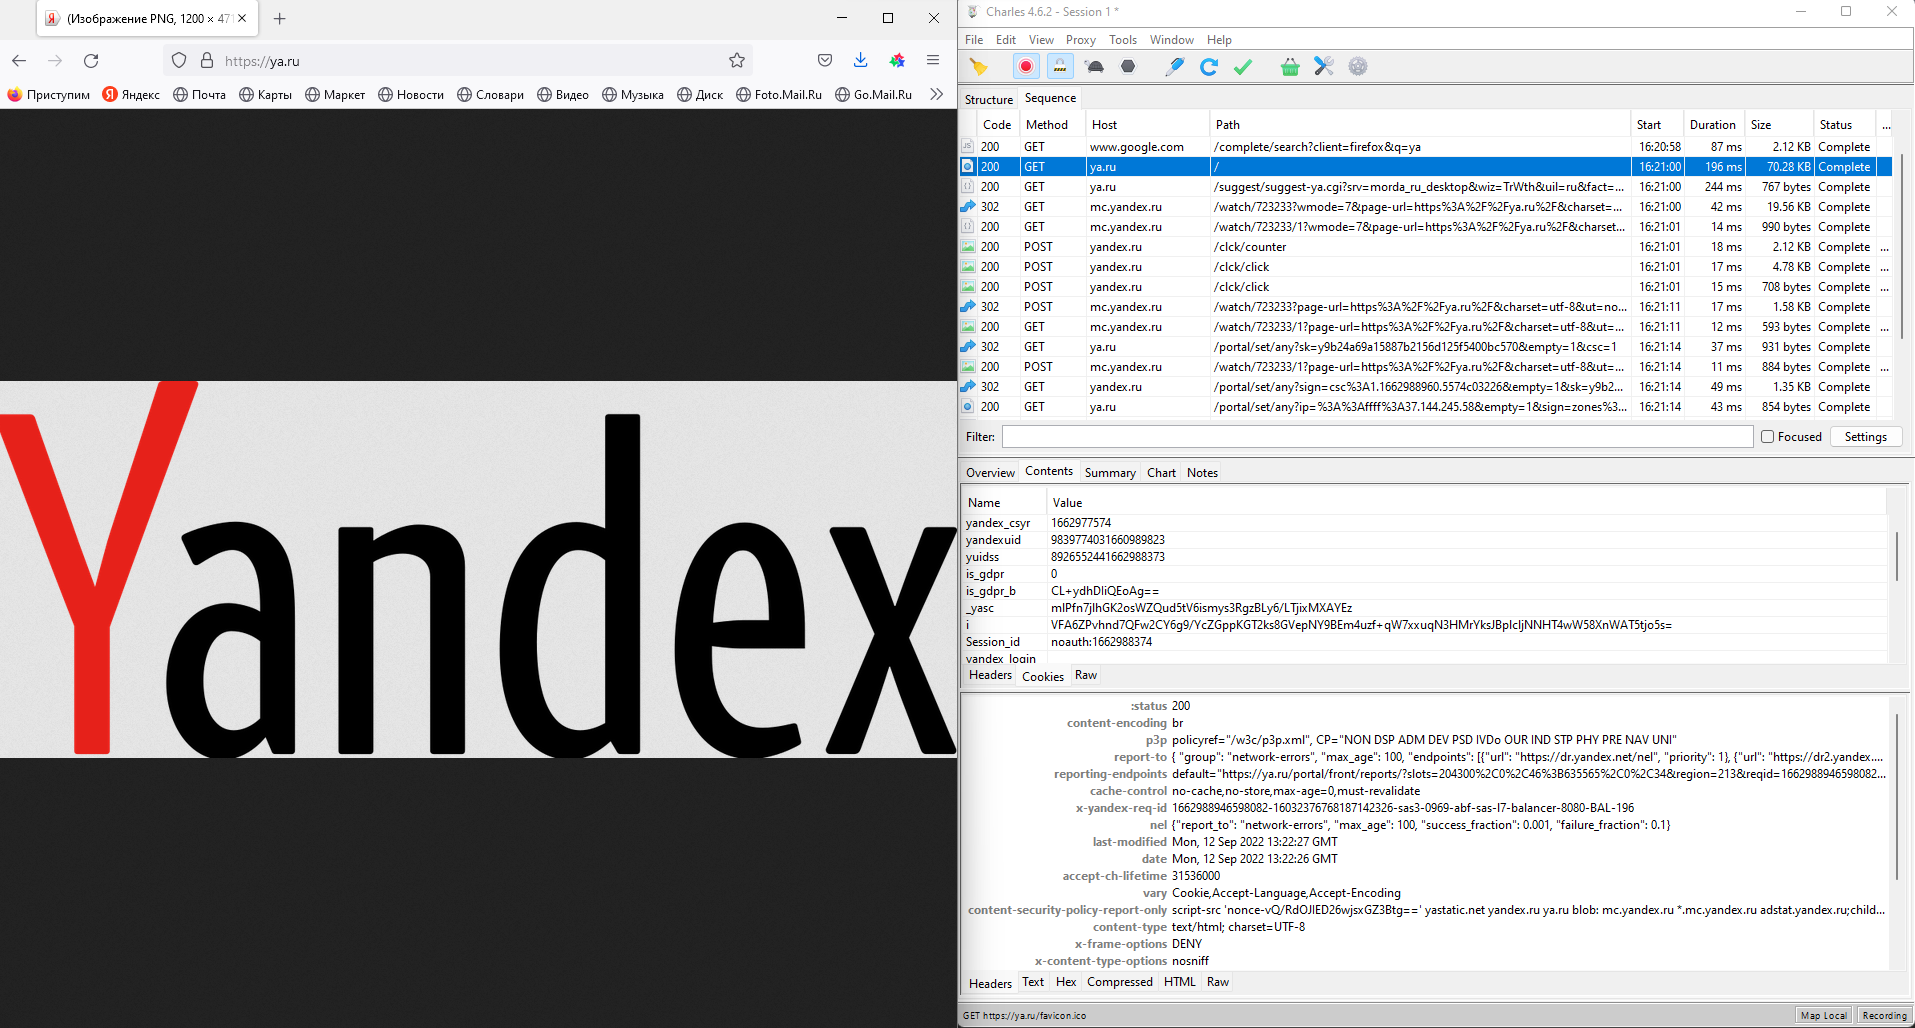 (Изображение PNG, 1200 × 471
https://ya.ru
Приступим Яндекс Почта Карты Маркет Новости Словари Видео Музыка Диск Foto.Mail.Ru Go.Mail.Ru
Yandex
Charles 4.6.2 - Session 1 *
File Edit View Proxy Tools Window Help
Structure Sequence
Code Method Host Path Start Duration Size Status ...
200 GET www.google.com /complete/search?client=firefox&q=ya 16:20:58 87 ms 2.12 KB Complete
200 GET ya.ru / 16:21:00 196 ms 70.28 KB Complete
200 GET ya.ru /suggest/suggest-ya.cgi?srv=morda_ru_desktop&wiz=TrWth&uil=ru&fact=... 16:21:00 244 ms 767 bytes Complete
302 GET mc.yandex.ru /watch/723233?wmode=7&page-url=https%3A%2F%2Fya.ru%2F&charset=... 16:21:00 42 ms 19.56 KB Complete
200 GET mc.yandex.ru /watch/723233/1?wmode=7&page-url=https%3A%2F%2Fya.ru%2F&charset... 16:21:01 14 ms 990 bytes Complete
200 POST yandex.ru /clck/counter 16:21:01 18 ms 2.12 KB Complete ...
200 POST yandex.ru /clck/click 16:21:01 17 ms 4.78 KB Complete ...
200 POST yandex.ru /clck/click 16:21:01 15 ms 708 bytes Complete ...
302 POST mc.yandex.ru /watch/723233?page-url=https%3A%2F%2Fya.ru%2F&charset=utf-8&ut=no... 16:21:11 17 ms 1.58 KB Complete
200 GET mc.yandex.ru /watch/723233/1?page-url=https%3A%2F%2Fya.ru%2F&charset=utf-8&ut=... 16:21:11 12 ms 593 bytes Complete ...
302 GET ya.ru /portal/set/any?sk=y9b24a69a15887b2156d125f5400bc570&empty=1&csc=1 16:21:14 37 ms 931 bytes Complete
200 POST mc.yandex.ru /watch/723233/1?page-url=https%3A%2F%2Fya.ru%2F&charset=utf-8&ut=... 16:21:14 11 ms 884 bytes Complete ...
302 GET yandex.ru /portal/set/any?sign=csc%3A1.1662988960.5574c03226&empty=1&sk=y9b2... 16:21:14 49 ms 1.35 KB Complete
200 GET ya.ru /portal/set/any?ip=%3A%3Affff%3A37.144.245.58&empty=1&sign=zones%3... 16:21:14 43 ms 854 bytes Complete
Filter: Focused Settings
Overview Contents Summary Chart Notes
Name Value
yandex_csyr 1662977574
yandexuid 9839774031660989823
yuidss 8926552441662988373
is_gdpr 0
is_gdpr_b CL+ydhDIiQEoAg==
_yasc mIPfn7jIhGK2osWZQud5tV6ismys3RgzBLy6/LTjixMXAYEz
i VFA6ZPvhnd7QFw2CY6g9/YcZGppKGT2ks8GVepNY9BEm4uzf+qW7xxuqN3HMrYksJBpIcIjNNHT4wW58XnWAT5tjo5s=
Session_id noauth:1662988374
yandex_login
Headers Cookies Raw
:status 200
content-encoding br
p3p policyref="/w3c/p3p.xml", CP="NON DSP ADM DEV PSD IVDo OUR IND STP PHY PRE NAV UNI"
report-to { "group": "network-errors", "max_age": 100, "endpoints": [{"url": "https://dr.yandex.net/nel", "priority": 1}, {"url": "https://dr2.yandex....
reporting-endpoints default="https://ya.ru/portal/front/reports/?slots=204300%2C0%2C46%3B635565%2C0%2C34&region=213&reqid=1662988946598082...
cache-control no-cache,no-store,max-age=0,must-revalidate
x-yandex-req-id 1662988946598082-16032376768187142326-sas3-0969-abf-sas-l7-balancer-8080-BAL-196
nel {"report_to": "network-errors", "max_age": 100, "success_fraction": 0.001, "failure_fraction": 0.1}
last-modified Mon, 12 Sep 2022 13:22:27 GMT
date Mon, 12 Sep 2022 13:22:26 GMT
accept-ch-lifetime 31536000
vary Cookie,Accept-Language,Accept-Encoding
content-security-policy-report-only script-src 'nonce-vQ/RdOJIED26wjsxGZ3Btg==' yastatic.net yandex.ru ya.ru blob: mc.yandex.ru *.mc.yandex.ru adstat.yandex.ru;child...
content-type text/html; charset=UTF-8
x-frame-options DENY
x-content-type-options nosniff
Headers Text Hex Compressed HTML Raw
GET https://ya.ru/favicon.ico Map Local Recording